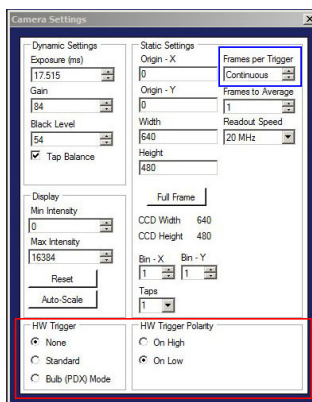 Camera Settings
Dynamic Settings
Exposure (ms)
17.515
Gain
84
Black Level
54
Tap Balance
Display
Min Intensity
0
Max Intensity
16384
Reset
Auto-Scale
Static Settings
Origin - X
0
Origin - Y
0
Width
640
Height
480
Frames per Trigger
Continuous
Frames to Average
1
Readout Speed
20 MHz
Full Frame
CCD Width 640
CCD Height 480
Bin - X Bin - Y
1 1
Taps
1
HW Trigger
None
Standard
Bulb (PDX) Mode
HW Trigger Polarity
On High
On Low